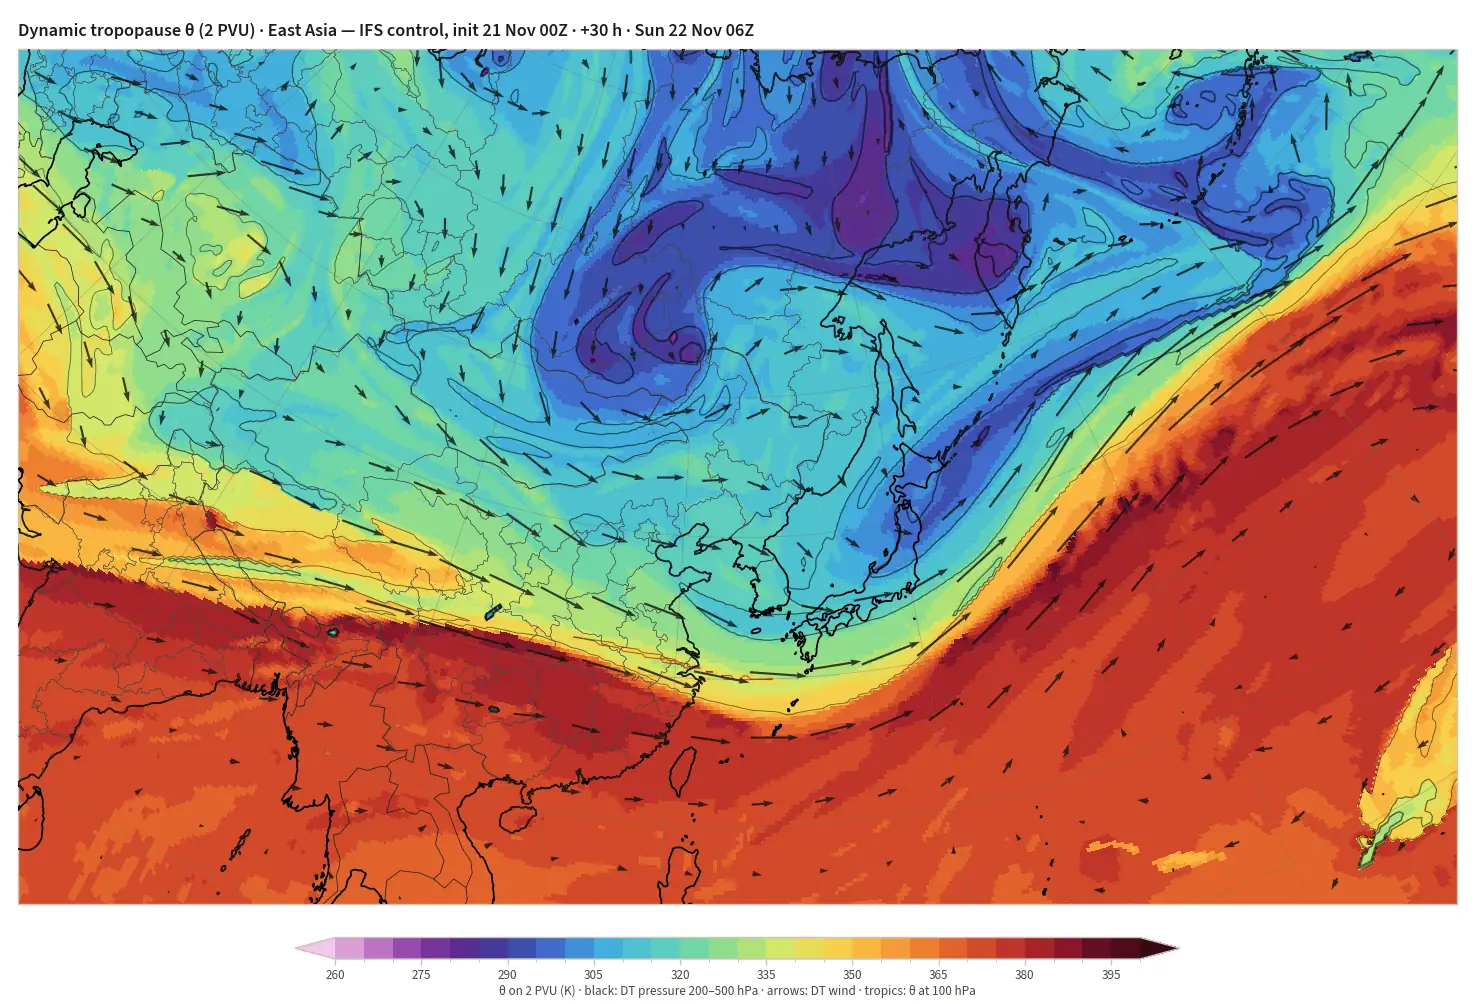 Dynamic tropopause θ (2 PVU) · East Asia — IFS control, init 21 Nov 00Z · +30 h · Sun 22 Nov 06Z
260 275 290 305 320 335 350 365 380 395
θ on 2 PVU (K) · black: DT pressure 200–500 hPa · arrows: DT wind · tropics: θ at 100 hPa